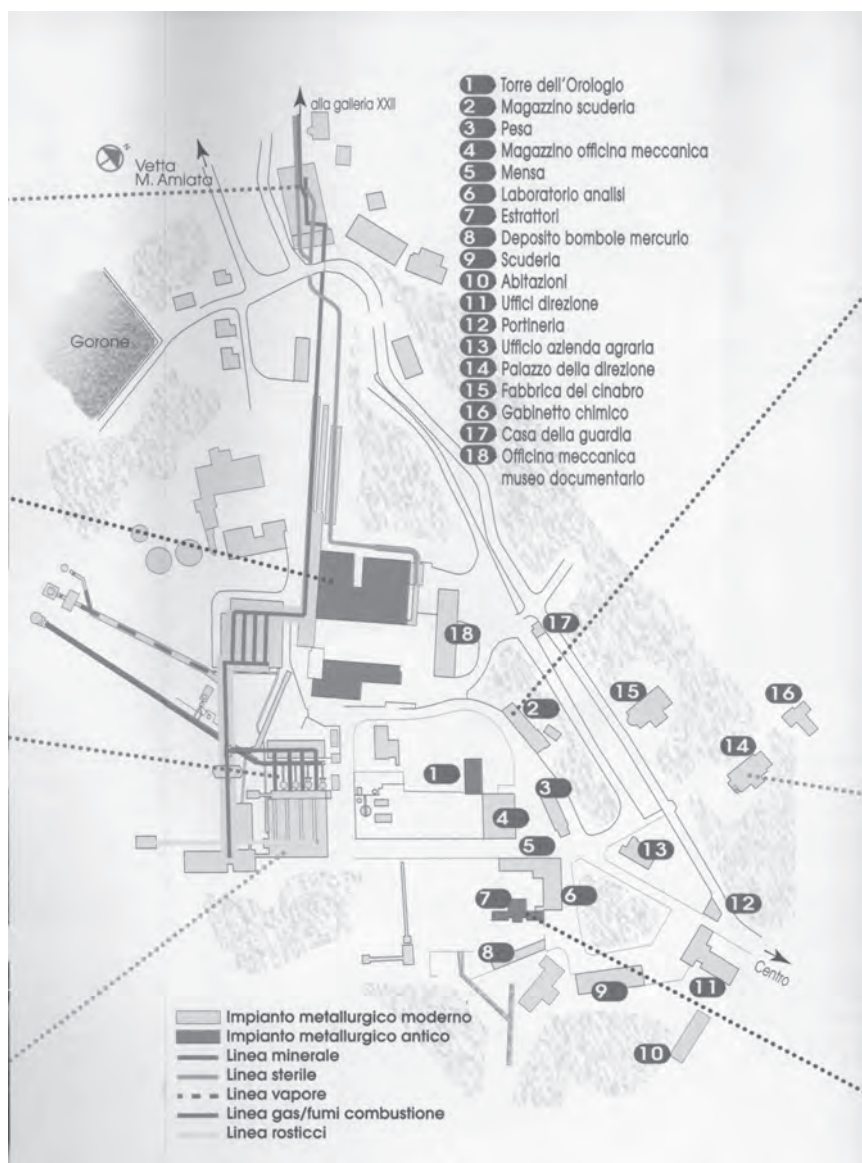 alla galleria XXII
N
Vetta
M. Amiata
Gorone
1 Torre dell'Orologio
2 Magazzino scuderia
3 Pesa
4 Magazzino officina meccanica
5 Mensa
6 Laboratorio analisi
7 Estrattori
8 Deposito bombole mercurio
9 Scuderia
10 Abitazioni
11 Uffici direzione
12 Portineria
13 Ufficio azienda agraria
14 Palazzo della direzione
15 Fabbrica del cinabro
16 Gabinetto chimico
17 Casa della guardia
18 Officina meccanica
museo documentario
17
18
15
16
2
14
1
3
4
5
13
7
6
12
8
9
11
Centro
10
Impianto metallurgico moderno
Impianto metallurgico antico
Linea minerale
Linea sterile
Linea vapore
Linea gas/fumi combustione
Linea rosticci